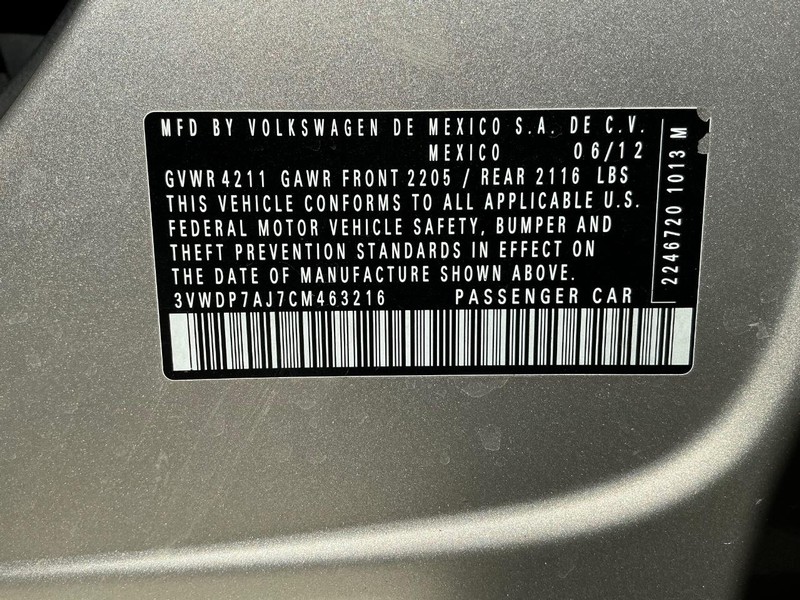 MFD BY VOLKSWAGEN DE MEXICO S.A. DE C.V.
MEXICO 06/12
GVWR 4211 GAWR FRONT 2205 / REAR 2116 LBS
THIS VEHICLE CONFORMS TO ALL APPLICABLE U.S.
FEDERAL MOTOR VEHICLE SAFETY, BUMPER AND
THEFT PREVENTION STANDARDS IN EFFECT ON
THE DATE OF MANUFACTURE SHOWN ABOVE.
3VWDP7AJ7CM463216 PASSENGER CAR
2246720 1013 M